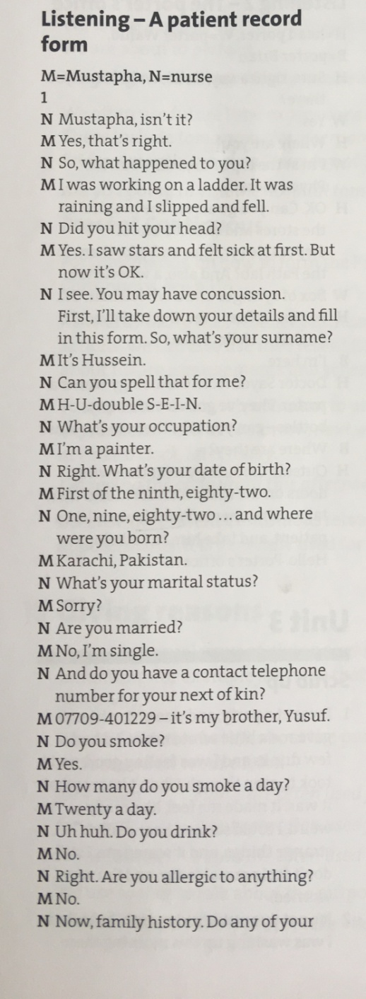 Listening – A patient record
form
M=Mustapha, N=nurse
1
N Mustapha, isn't it?
M Yes, that's right.
N So, what happened to you?
M I was working on a ladder. It was
raining and I slipped and fell.
N Did you hit your head?
M Yes. I saw stars and felt sick at first. But
now it's OK.
N I see. You may have concussion.
First, I'll take down your details and fill
in this form. So, what's your surname?
M It's Hussein.
N Can you spell that for me?
M H-U-double S-E-I-N.
N What's your occupation?
M I'm a painter.
N Right. What's your date of birth?
M First of the ninth, eighty-two.
N One, nine, eighty-two ... and where
were you born?
M Karachi, Pakistan.
N What's your marital status?
M Sorry?
N Are you married?
M No, I'm single.
N And do you have a contact telephone
number for your next of kin?
M 07709-401229 – it's my brother, Yusuf.
N Do you smoke?
M Yes.
N How many do you smoke a day?
M Twenty a day.
N Uh huh. Do you drink?
M No.
N Right. Are you allergic to anything?
M No.
N Now, family history. Do any of your